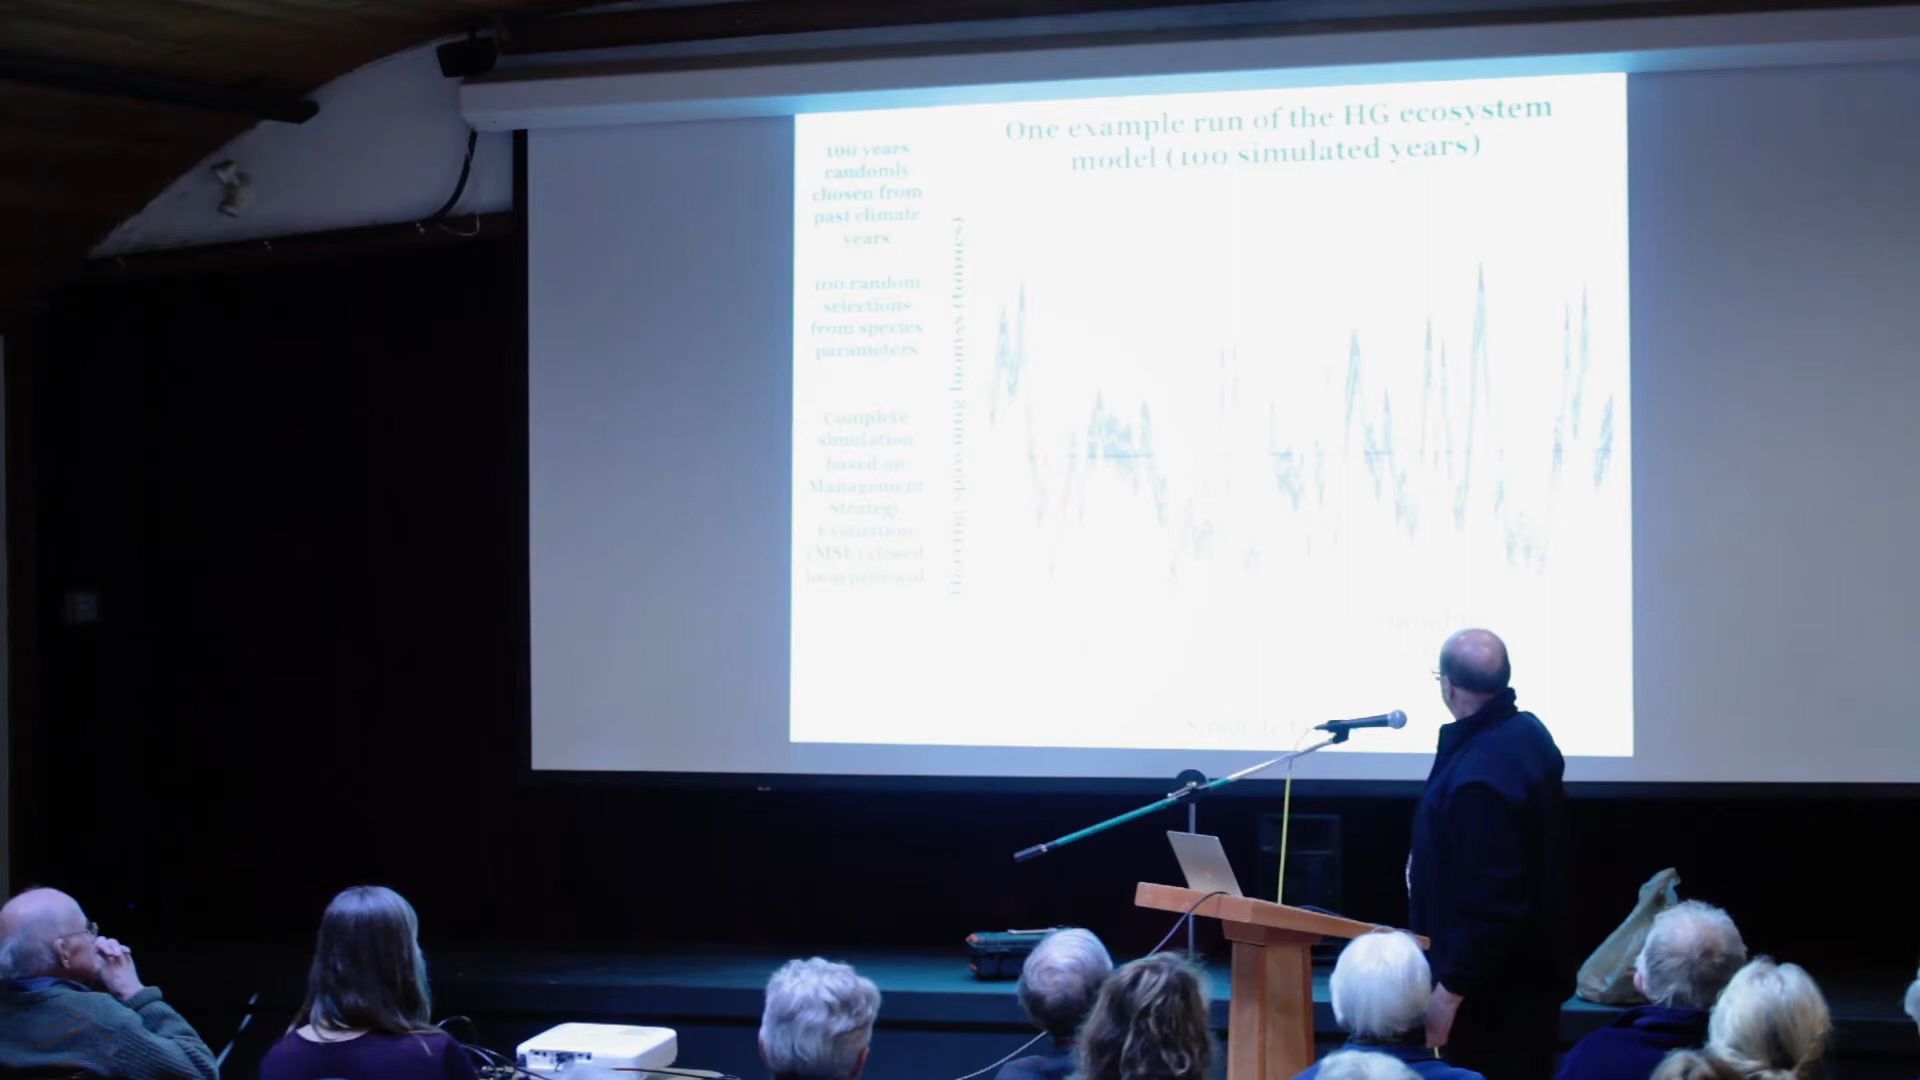 One example run of the HG ecosystem
model (100 simulated years)
100 years
randomly
chosen from
past climate
years
100 random
selections
from species
parameters
Complete
simulation
based on
Management
Strategy
Evaluation
(MSE) closed
loop protocol
Herring spawning biomass (tonnes)